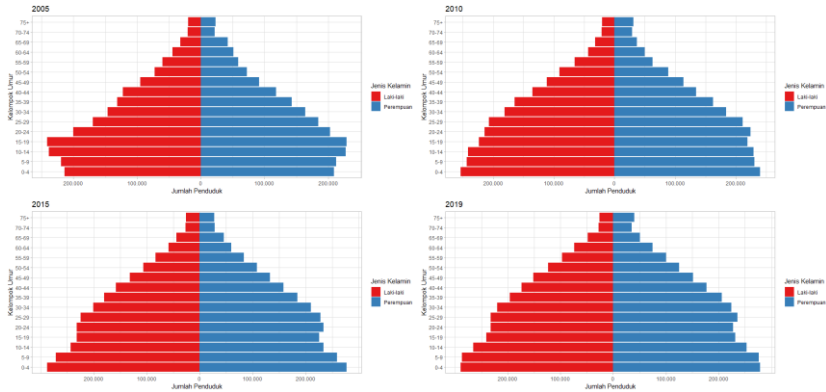 2005
75+
70-74
65-69
60-64
55-59
50-54
45-49
40-44
35-39
30-34
25-29
20-24
15-19
10-14
5-9
0-4
Kelompok Umur
200.000 100.000 0 100.000 200.000
Jumlah Penduduk
Jenis Kelamin
Laki-laki
Perempuan
2010
75+
70-74
65-69
60-64
55-59
50-54
45-49
40-44
35-39
30-34
25-29
20-24
15-19
10-14
5-9
0-4
Kelompok Umur
200.000 100.000 0 100.000 200.000
Jumlah Penduduk
Jenis Kelamin
Laki-laki
Perempuan
2015
75+
70-74
65-69
60-64
55-59
50-54
45-49
40-44
35-39
30-34
25-29
20-24
15-19
10-14
5-9
0-4
Kelompok Umur
200.000 100.000 0 100.000 200.000
Jumlah Penduduk
Jenis Kelamin
Laki-laki
Perempuan
2019
75+
70-74
65-69
60-64
55-59
50-54
45-49
40-44
35-39
30-34
25-29
20-24
15-19
10-14
5-9
0-4
Kelompok Umur
200.000 100.000 0 100.000 200.000
Jumlah Penduduk
Jenis Kelamin
Laki-laki
Perempuan